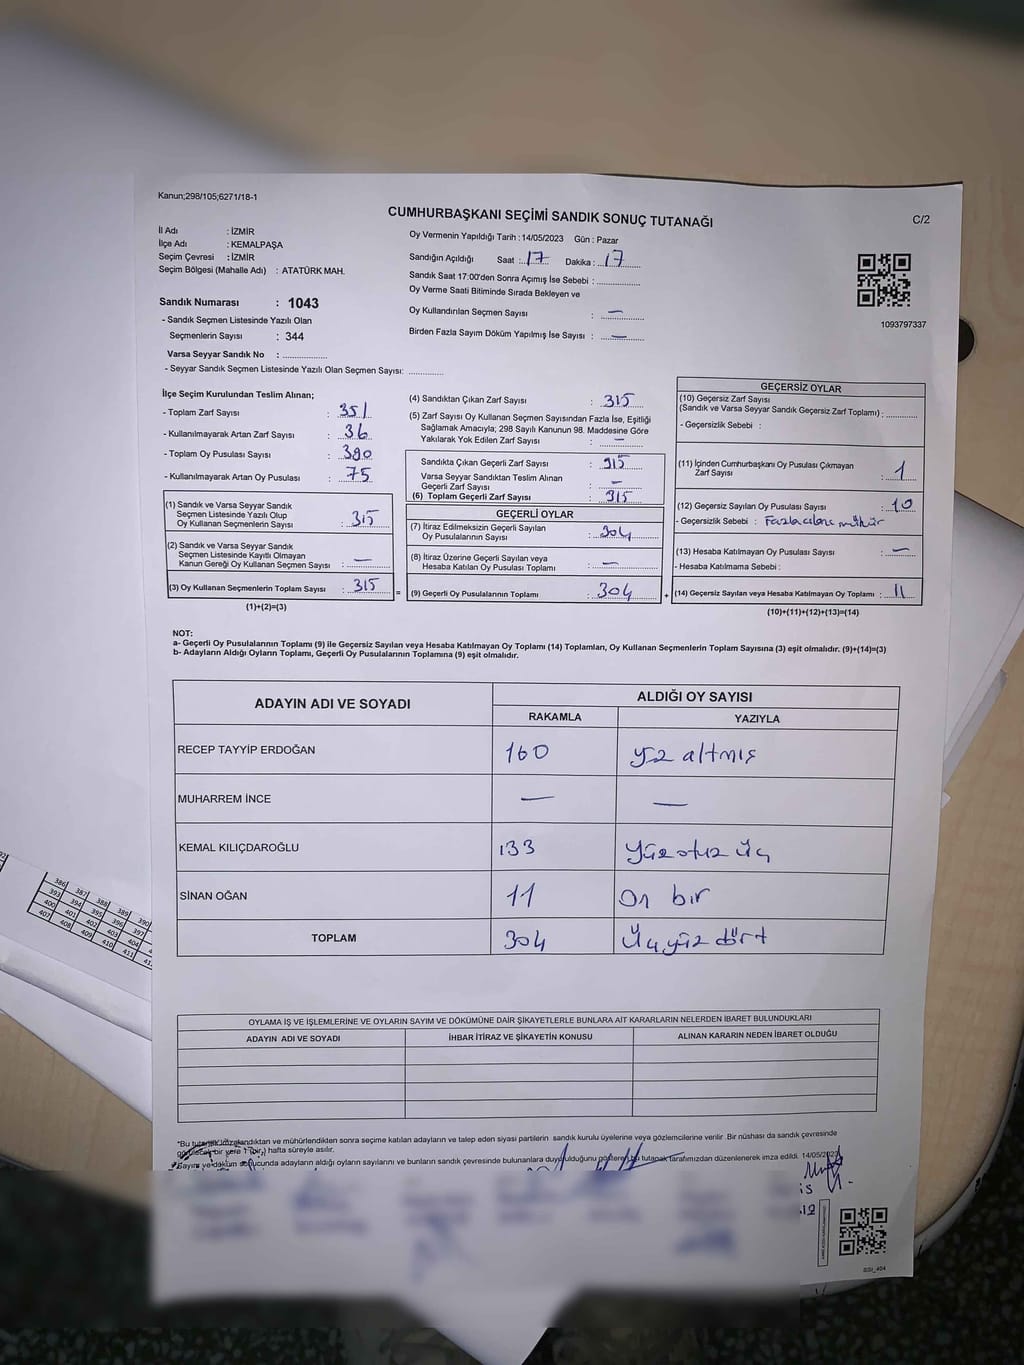 Kanun;298/105;6271/18-1
CUMHURBAŞKANI SEÇİMİ SANDIK SONUÇ TUTANAĞI
C/2
İl Adı : İZMİR
İlçe Adı : KEMALPAŞA
Seçim Çevresi : İZMİR
Seçim Bölgesi (Mahalle Adı) : ATATÜRK MAH.
Sandık Numarası : 1043
- Sandık Seçmen Listesinde Yazılı Olan
Seçmenlerin Sayısı : 344
Varsa Seyyar Sandık No : ..............
- Seyyar Sandık Seçmen Listesinde Yazılı Olan Seçmen Sayısı: ............
Oy Vermenin Yapıldığı Tarih : 14/05/2023 Gün : Pazar
Sandığın Açıldığı Saat : 17 Dakika : 17
Sandık Saat 17:00'den Sonra Açımış İse Sebebi : ..............
Oy Verme Saati Bitiminde Sırada Bekleyen ve
Oy Kullandırılan Seçmen Sayısı : —
Birden Fazla Sayım Döküm Yapılmış İse Sayısı : —
1093797337
İlçe Seçim Kurulundan Teslim Alınan;
- Toplam Zarf Sayısı : 351
- Kullanılmayarak Artan Zarf Sayısı : 36
- Toplam Oy Pusulası Sayısı : 390
- Kullanılmayarak Artan Oy Pusulası : 75
(1) Sandık ve Varsa Seyyar Sandık
Seçmen Listesinde Yazılı Olup
Oy Kullanan Seçmenlerin Sayısı : 315
(2) Sandık ve Varsa Seyyar Sandık
Seçmen Listesinde Kayıtlı Olmayan
Kanun Gereği Oy Kullanan Seçmen Sayısı : —
(3) Oy Kullanan Seçmenlerin Toplam Sayısı : 315
(1)+(2)=(3)
(4) Sandıktan Çıkan Zarf Sayısı : 315
(5) Zarf Sayısı Oy Kullanan Seçmen Sayısından Fazla İse, Eşitliği
Sağlamak Amacıyla; 298 Sayılı Kanunun 98. Maddesine Göre
Yakılarak Yok Edilen Zarf Sayısı : —
Sandıkta Çıkan Geçerli Zarf Sayısı : 315
Varsa Seyyar Sandıktan Teslim Alınan
Geçerli Zarf Sayısı : —
(6) Toplam Geçerli Zarf Sayısı : 315
GEÇERLİ OYLAR
(7) İtiraz Edilmeksizin Geçerli Sayılan
Oy Pusulalarının Sayısı : 304
(8) İtiraz Üzerine Geçerli Sayılan veya
Hesaba Katılan Oy Pusulası Toplamı : —
= (9) Geçerli Oy Pusulalarının Toplamı : 304 +
GEÇERSİZ OYLAR
(10) Geçersiz Zarf Sayısı
(Sandık ve Varsa Seyyar Sandık Geçersiz Zarf Toplamı) : ..........
- Geçersizlik Sebebi :
(11) İçinden Cumhurbaşkanı Oy Pusulası Çıkmayan
Zarf Sayısı : 1
(12) Geçersiz Sayılan Oy Pusulası Sayısı : 10
- Geçersizlik Sebebi : Fazla mühür
(13) Hesaba Katılmayan Oy Pusulası Sayısı : —
- Hesaba Katılmama Sebebi :
(14) Geçersiz Sayılan veya Hesaba Katılmayan Oy Toplamı : 11
(10)+(11)+(12)+(13)=(14)
NOT:
a- Geçerli Oy Pusulalarının Toplamı (9) ile Geçersiz Sayılan veya Hesaba Katılmayan Oy Toplamı (14) Toplamları, Oy Kullanan Seçmenlerin Toplam Sayısına (3) eşit olmalıdır. (9)+(14)=(3)
b- Adayların Aldığı Oyların Toplamı, Geçerli Oy Pusulalarının Toplamına (9) eşit olmalıdır.
ADAYIN ADI VE SOYADI
ALDIĞI OY SAYISI
RAKAMLA YAZIYLA
RECEP TAYYİP ERDOĞAN 160 yüz altmış
MUHARREM İNCE — —
KEMAL KILIÇDAROĞLU 133 Yüz otuz üç
SİNAN OĞAN 11 On bir
TOPLAM 304 Üçyüz dört
OYLAMA İŞ VE İŞLEMLERİNE VE OYLARIN SAYIM VE DÖKÜMÜNE DAİR ŞİKAYETLERLE BUNLARA AİT KARARLARIN NELERDEN İBARET BULUNDUKLARI
ADAYIN ADI VE SOYADI İHBAR İTİRAZ VE ŞİKAYETİN KONUSU ALINAN KARARIN NEDEN İBARET OLDUĞU
*Bu tutanak imzalandıktan ve mühürlendikten sonra seçime katılan adayların ve talep eden siyasi partilerin sandık kurulu üyelerine veya gözlemcilerine verilir. Bir nüshası da sandık çevresinde
görülecek bir yere 1 (bir) hafta süreyle asılır.
*Sayım ve döküm sonucunda adayların aldığı oyların sayılarını ve bunların sandık çevresinde bulunanlara duyurulduğunu gösteren bu tutanak tarafımızdan düzenlenerek imza edildi. 14/05/2023
386 387 388 389 390
393 394 395 396 397
400 401 402 403 404
407 408 409 410 411